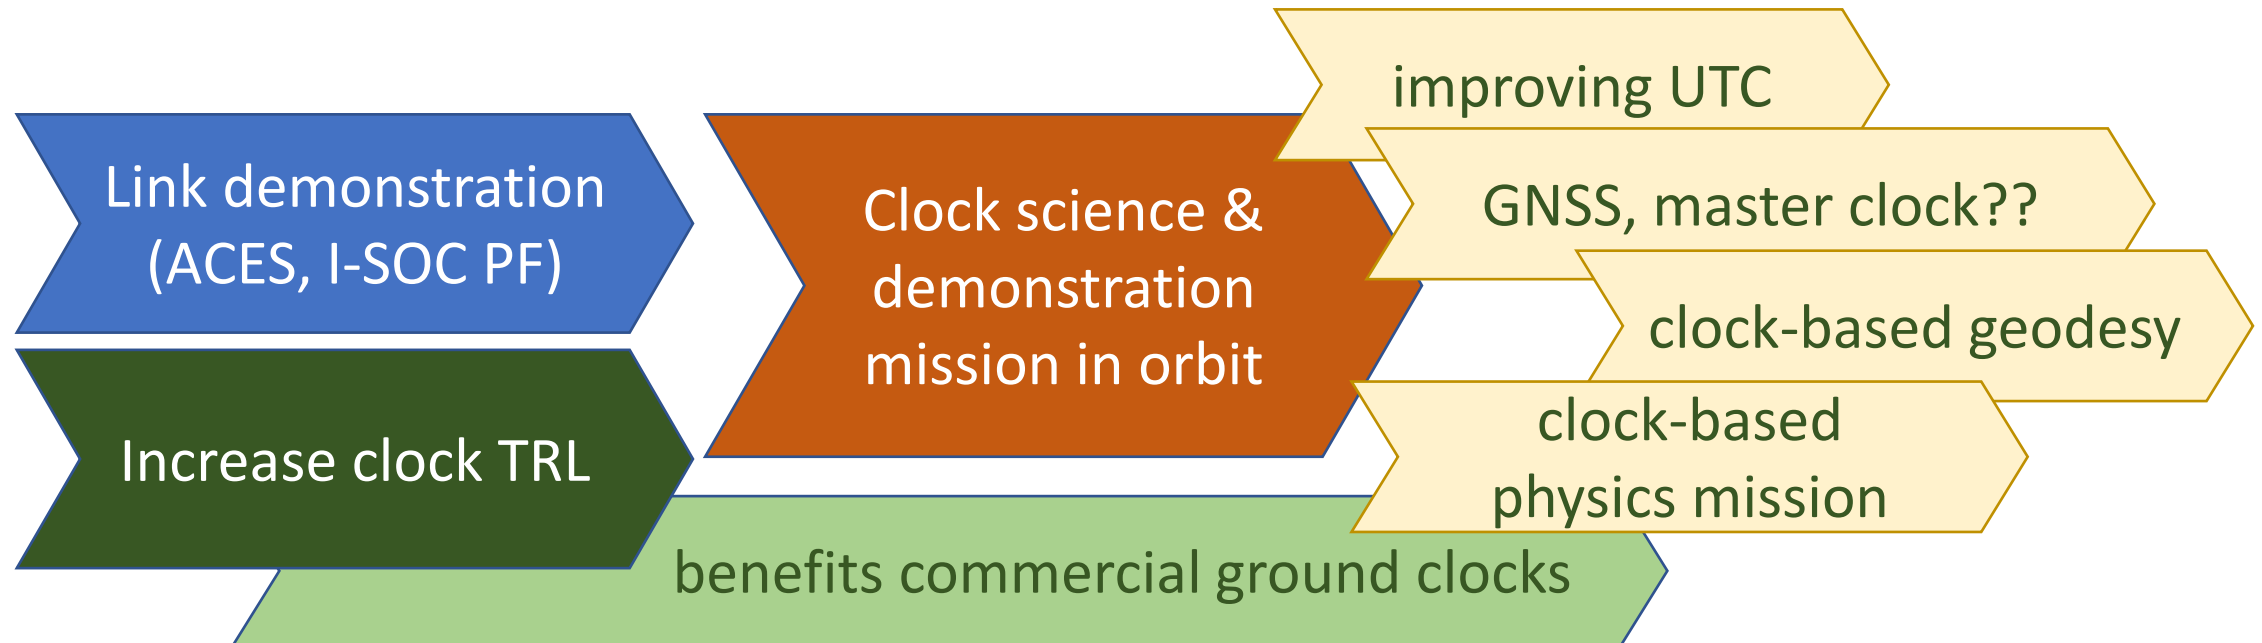 Link demonstration
(ACES, I-SOC PF)
Increase clock TRL
Clock science &
demonstration
mission in orbit
improving UTC
GNSS, master clock??
clock-based geodesy
clock-based
physics mission
benefits commercial ground clocks